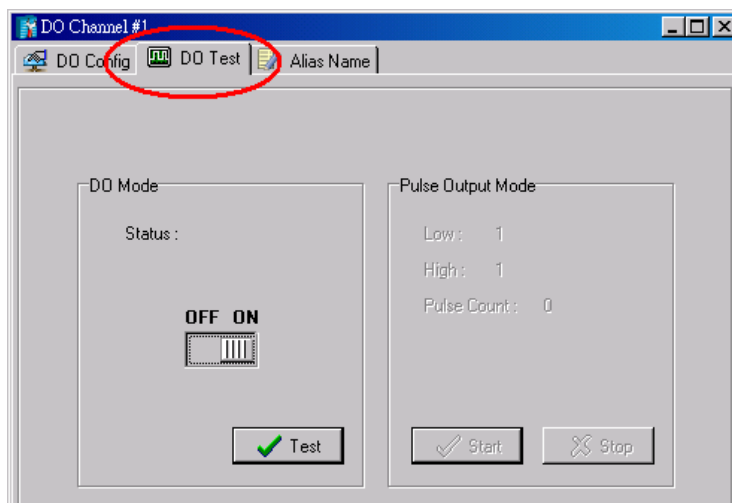 DO Channel #1
DO Config
DO Test
Alias Name
DO Mode
Status :
OFF ON
Test
Pulse Output Mode
Low : 1
High : 1
Pulse Count : 0
Start
Stop